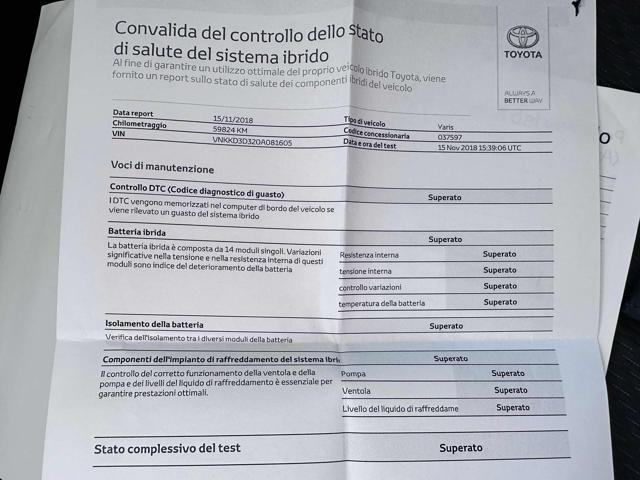 Convalida del controllo dello stato
di salute del sistema ibrido
Al fine di garantire un utilizzo ottimale del proprio veicolo ibrido Toyota, viene
fornito un report sullo stato di salute dei componenti ibridi del veicolo
TOYOTA
ALWAYS A
BETTER WAY
Data report 15/11/2018 Tipo di veicolo Yaris
Chilometraggio 59824 KM Codice concessionaria 037597
VIN VNKKD3D320A081605 Data e ora del test 15 Nov 2018 15:39:06 UTC
Voci di manutenzione
Controllo DTC (Codice diagnostico di guasto) Superato
I DTC vengono memorizzati nel computer di bordo del veicolo se
viene rilevato un guasto del sistema ibrido
Batteria ibrida Superato
La batteria ibrida è composta da 14 moduli singoli. Variazioni
significative nella tensione e nella resistenza interna di questi
moduli sono indice del deterioramento della batteria
Resistenza interna Superato
tensione interna Superato
controllo variazioni Superato
temperatura della batteria Superato
Isolamento della batteria Superato
Verifica dell'isolamento tra i diversi moduli della batteria
Componenti dell'impianto di raffreddamento del sistema ibri Superato
Il controllo del corretto funzionamento della ventola e della
pompa e dei livelli del liquido di raffreddamento è essenziale per
garantire prestazioni ottimali.
Pompa Superato
Ventola Superato
Livello del liquido di raffreddame Superato
Stato complessivo del test Superato